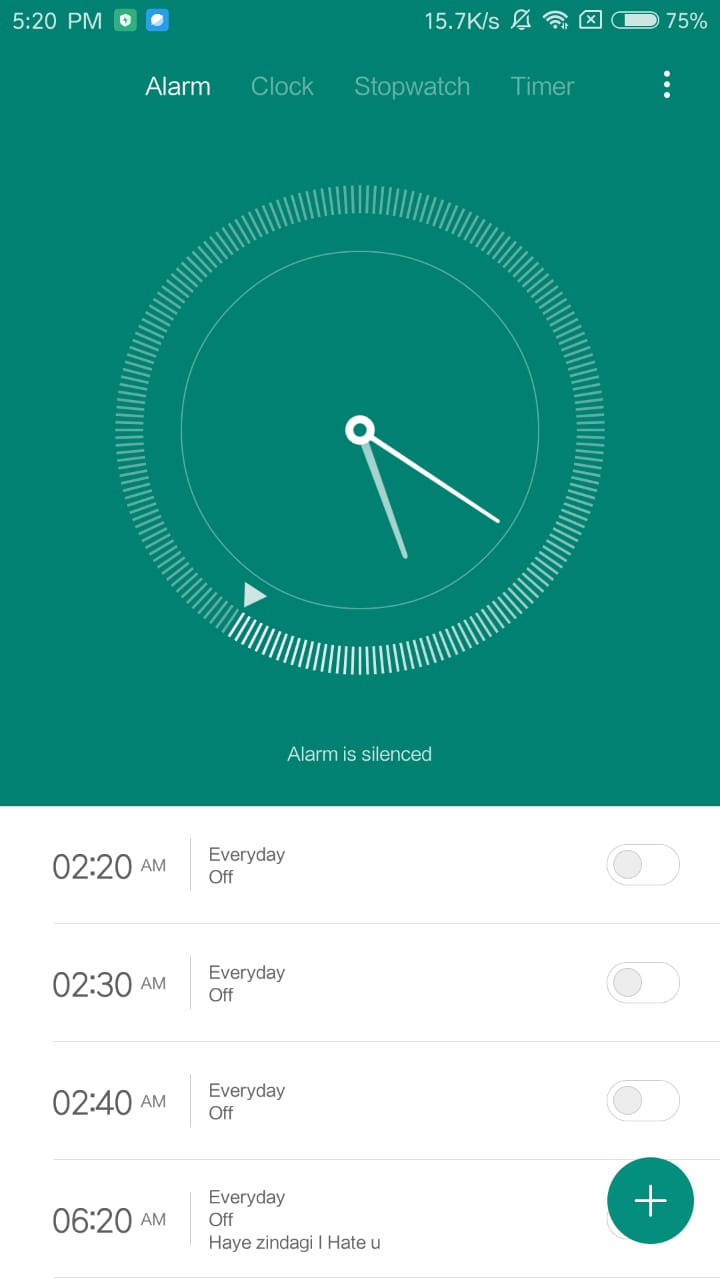 5:20 PM 15.7K/s 75%
Alarm Clock Stopwatch Timer
Alarm is silenced
02:20 AM
Everyday
Off
02:30 AM
Everyday
Off
02:40 AM
Everyday
Off
06:20 AM
Everyday
Off
Haye zindagi I Hate u